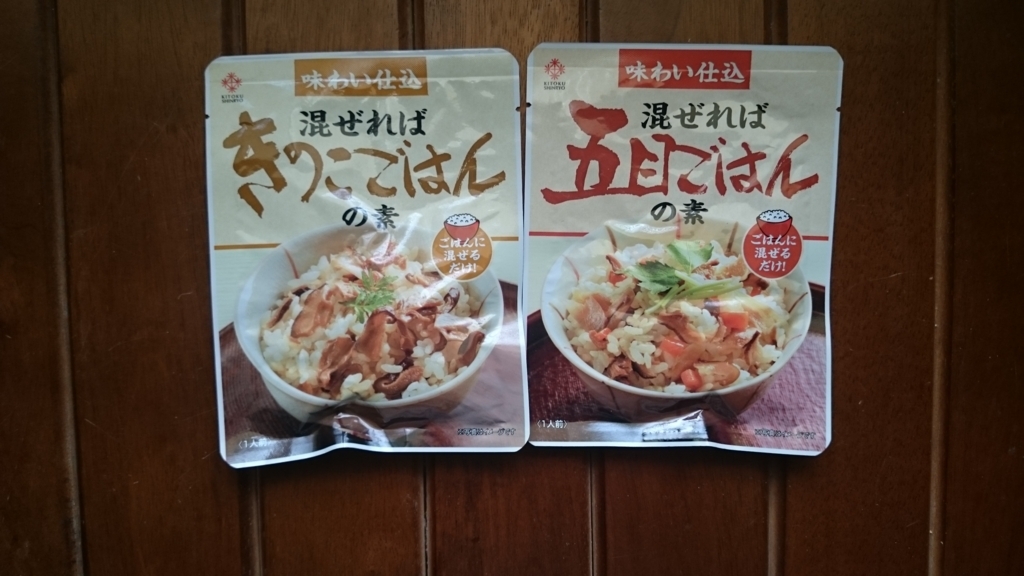 KITOKU
味わい仕込
混ぜれば
きのこごはん
の素
ごはんに
混ぜる
だけ!
〈1人前〉
KITOKU
味わい仕込
混ぜれば
五目ごはん
の素
ごはんに
混ぜる
だけ!
〈1人前〉